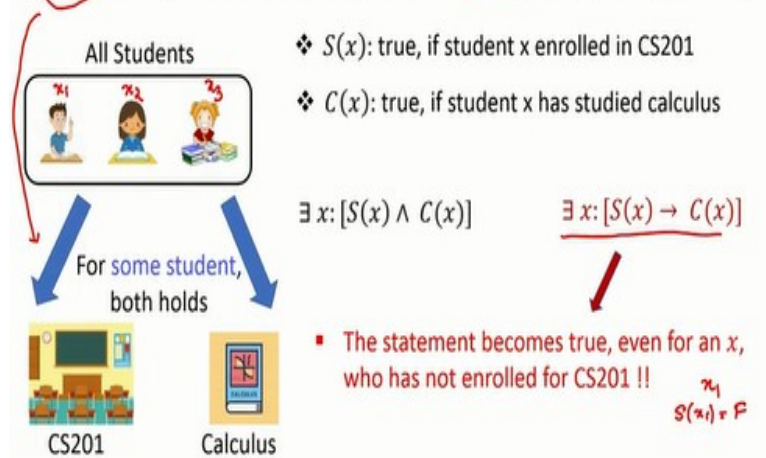 All Students
x₁ x₂ x₃
❖ S(x): true, if student x enrolled in CS201
❖ C(x): true, if student x has studied calculus
∃ x: [S(x) ∧ C(x)]
∃ x: [S(x) → C(x)]
For some student,
both holds
▪ The statement becomes true, even for an x,
who has not enrolled for CS201 !!
x₁
S(x₁) = F
CALCULUS
CS201
Calculus